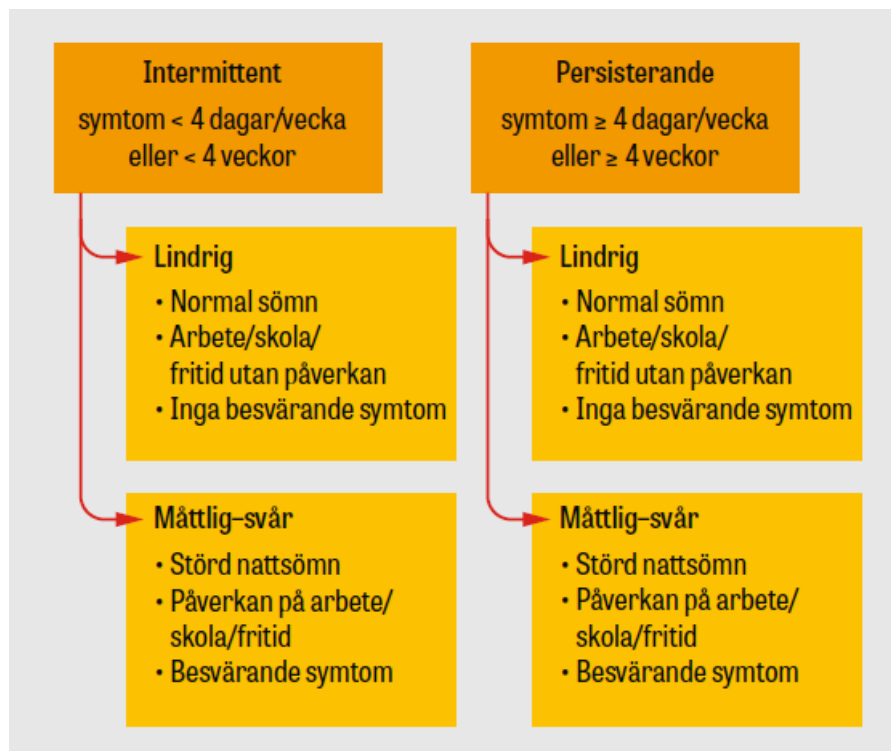 Intermittent
symtom < 4 dagar/vecka
eller < 4 veckor
Lindrig
• Normal sömn
• Arbete/skola/
fritid utan påverkan
• Inga besvärande symtom
Måttlig–svår
• Störd nattsömn
• Påverkan på arbete/
skola/fritid
• Besvärande symtom
Persisterande
symtom ≥ 4 dagar/vecka
eller ≥ 4 veckor
Lindrig
• Normal sömn
• Arbete/skola/
fritid utan påverkan
• Inga besvärande symtom
Måttlig–svår
• Störd nattsömn
• Påverkan på arbete/
skola/fritid
• Besvärande symtom